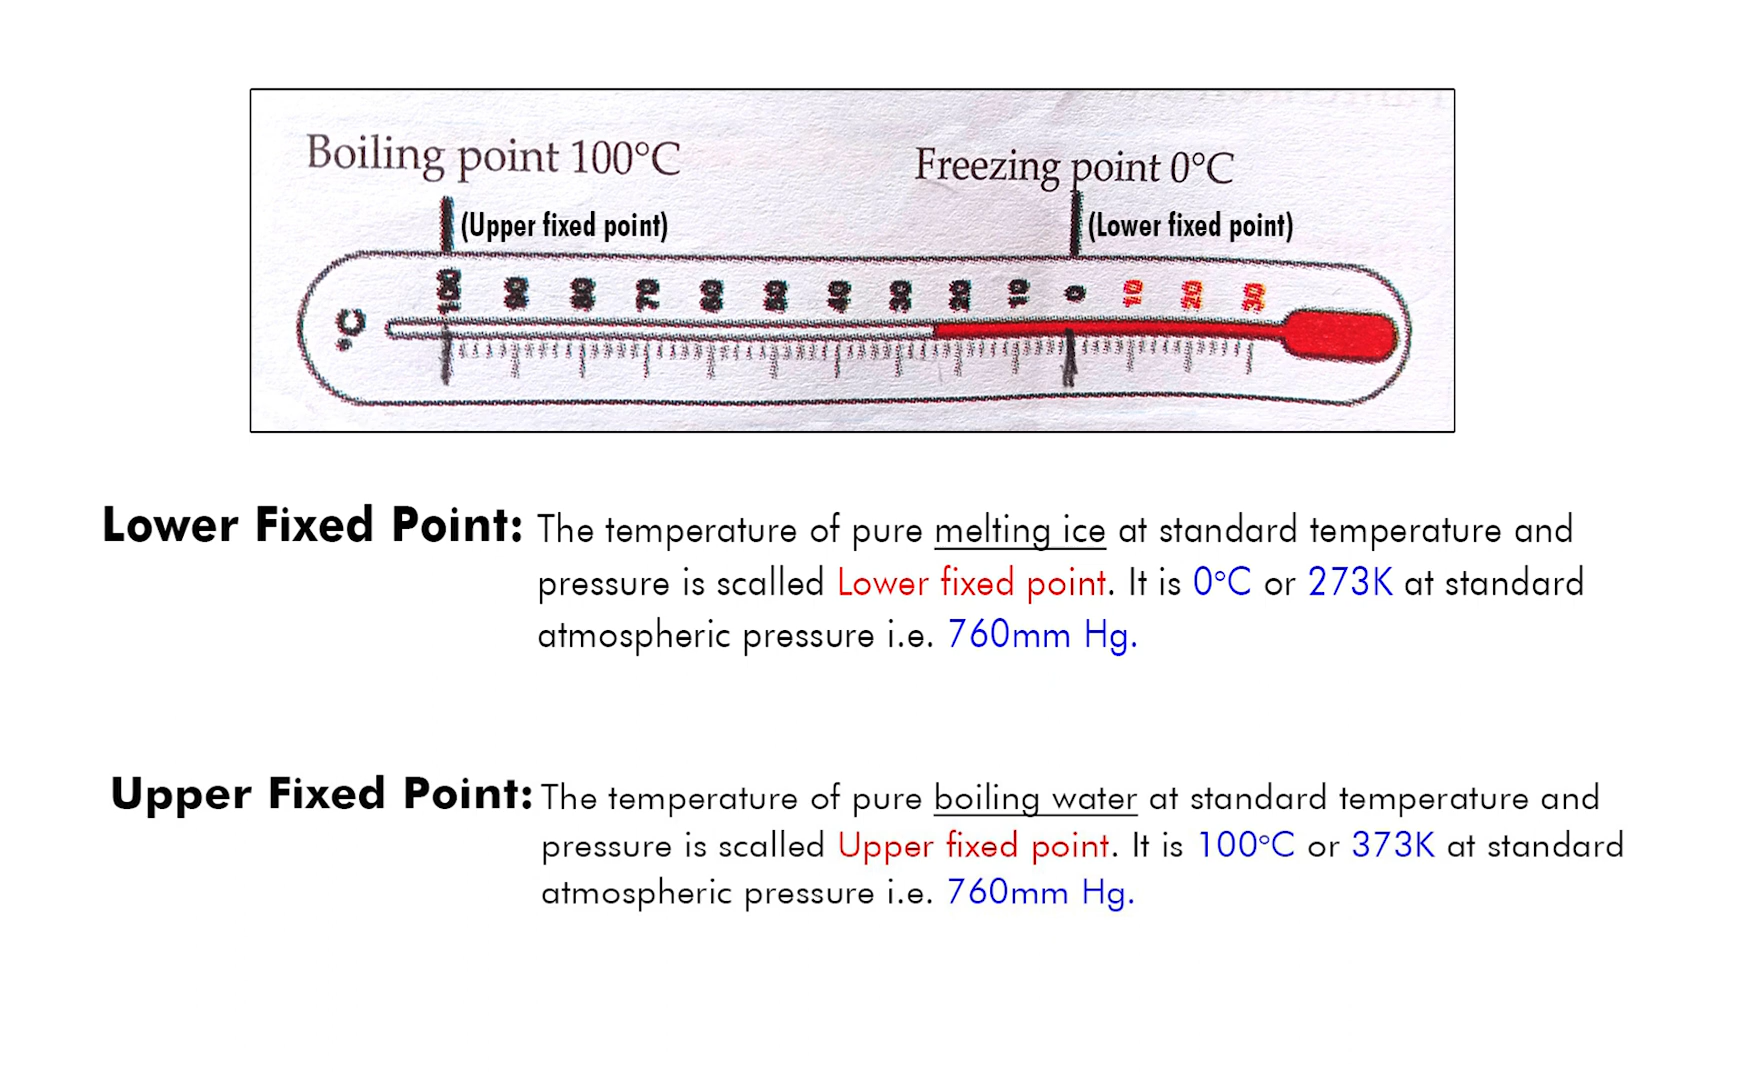 Boiling point 100°C
Freezing point 0°C
(Upper fixed point)
(Lower fixed point)
°C 100 90 80 70 60 50 40 30 20 10 0 10 20 30
Lower Fixed Point: The temperature of pure melting ice at standard temperature and
pressure is scalled Lower fixed point. It is 0°C or 273K at standard
atmospheric pressure i.e. 760mm Hg.
Upper Fixed Point: The temperature of pure boiling water at standard temperature and
pressure is scalled Upper fixed point. It is 100°C or 373K at standard
atmospheric pressure i.e. 760mm Hg.